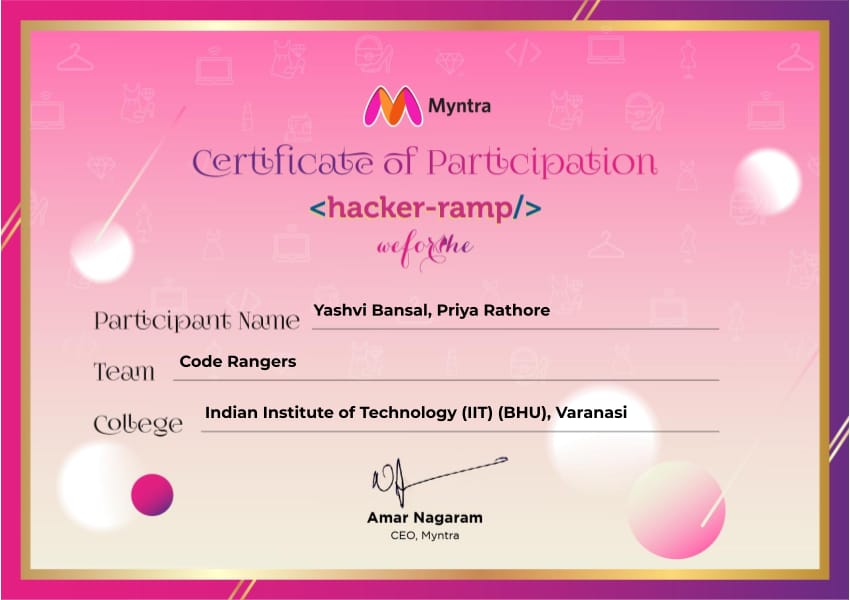 Myntra
Certificate of Participation
<hacker-ramp/>
weforshe
Participant Name Yashvi Bansal, Priya Rathore
Team Code Rangers
College Indian Institute of Technology (IIT) (BHU), Varanasi
Amar Nagaram
CEO, Myntra